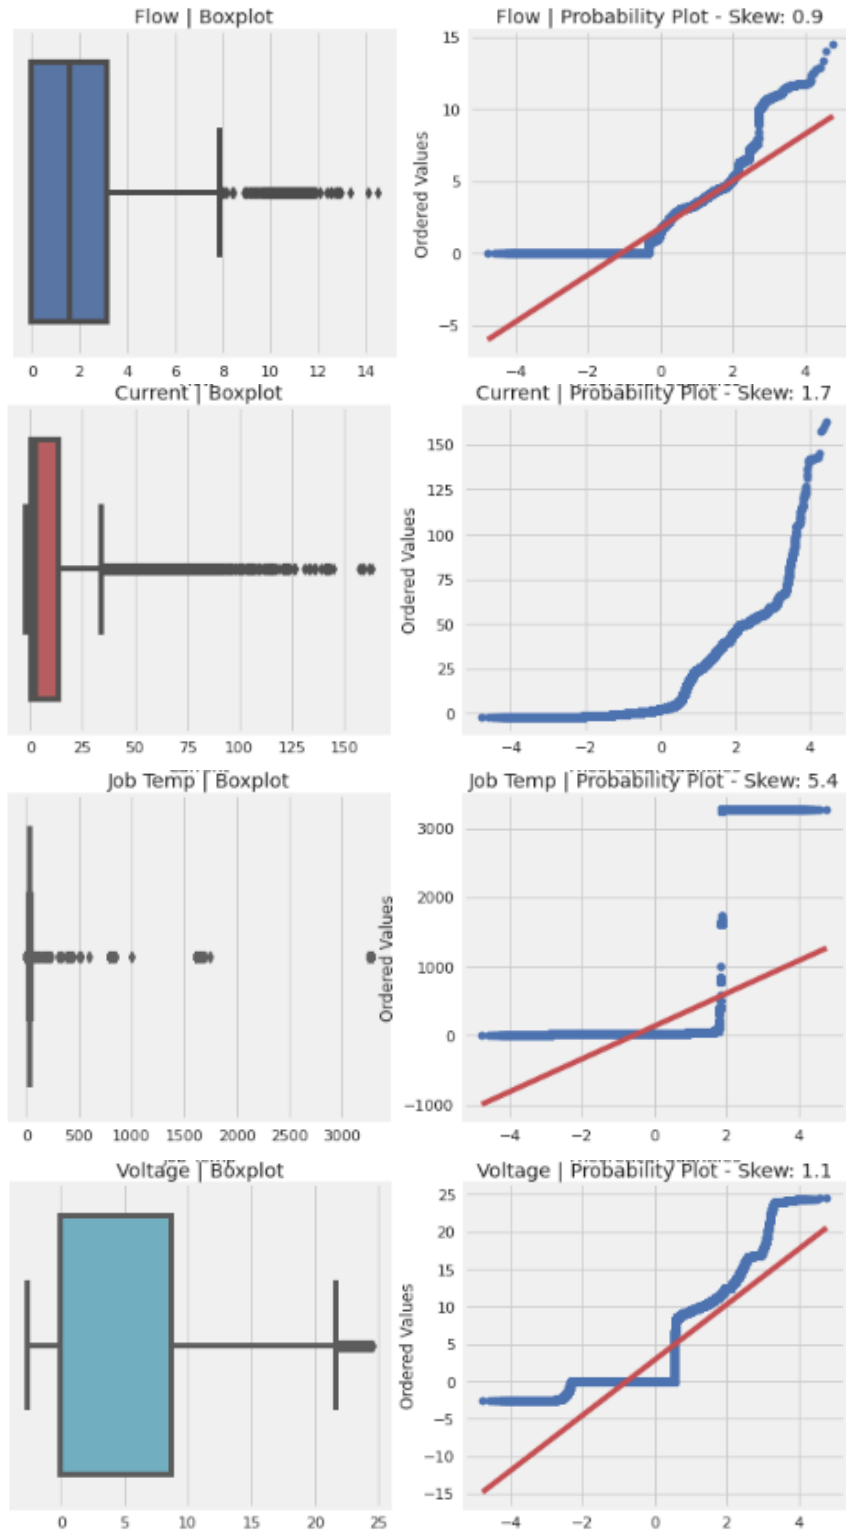 Flow | Boxplot
Flow | Probability Plot - Skew: 0.9
Ordered Values
15
10
5
0
−5
0 2 4 6 8 10 12 14
−4 −2 0 2 4
Current | Boxplot
Current | Probability Plot - Skew: 1.7
Ordered Values
150
125
100
75
50
25
0
0 25 50 75 100 125 150
−4 −2 0 2 4
Job Temp | Boxplot
Job Temp | Probability Plot - Skew: 5.4
Ordered Values
3000
2000
1000
0
−1000
0 500 1000 1500 2000 2500 3000
−4 −2 0 2 4
Voltage | Boxplot
Voltage | Probability Plot - Skew: 1.1
Ordered Values
25
20
15
10
5
0
−5
−10
−15
0 5 10 15 20 25
−4 −2 0 2 4